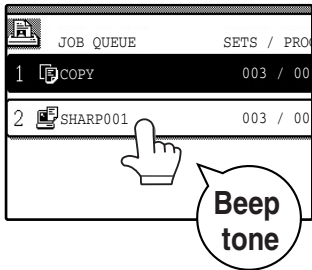 JOB QUEUE SETS / PRO
1 COPY 003 / 00
2 SHARP001 003 / 00
Beep
tone